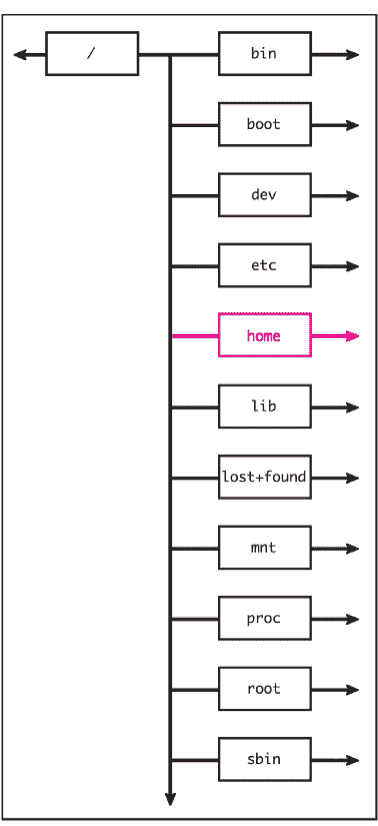 /
bin
boot
dev
etc
home
lib
lost+found
mnt
proc
root
sbin